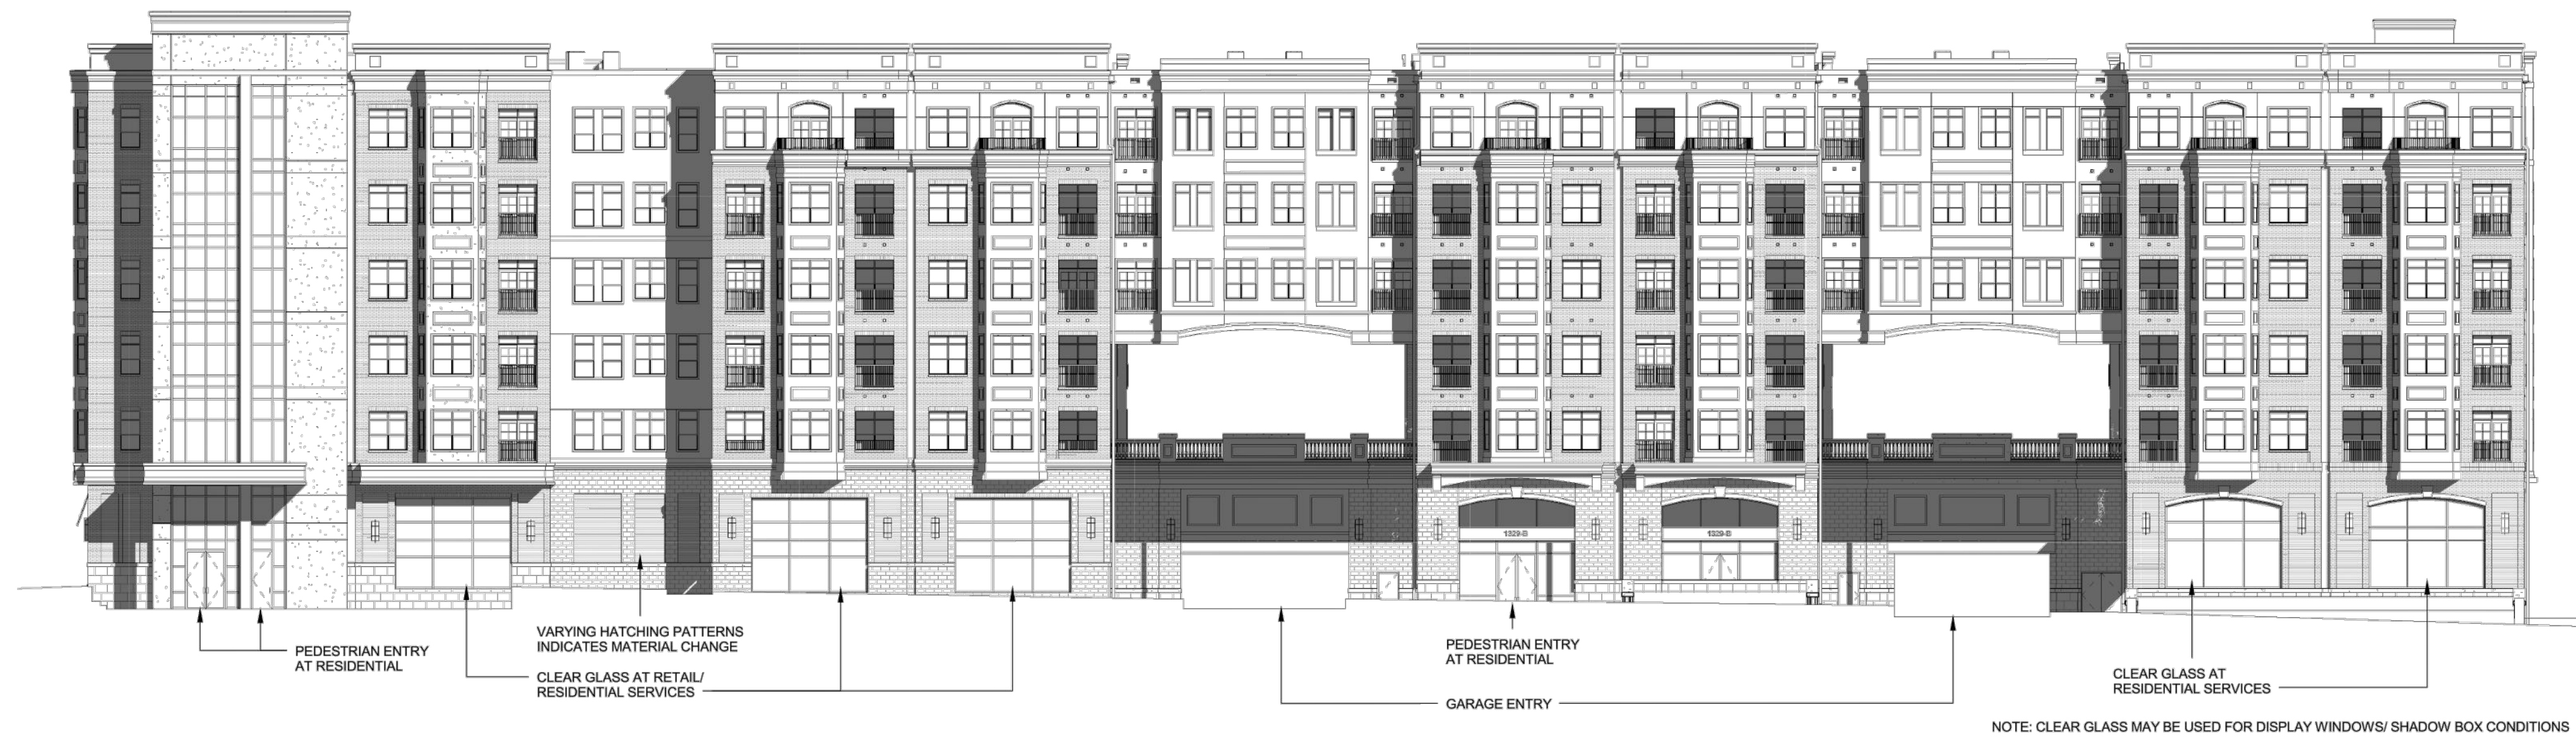 1329-B
1329-B
PEDESTRIAN ENTRY
AT RESIDENTIAL
VARYING HATCHING PATTERNS
INDICATES MATERIAL CHANGE
CLEAR GLASS AT RETAIL/
RESIDENTIAL SERVICES
PEDESTRIAN ENTRY
AT RESIDENTIAL
GARAGE ENTRY
CLEAR GLASS AT
RESIDENTIAL SERVICES
NOTE: CLEAR GLASS MAY BE USED FOR DISPLAY WINDOWS/ SHADOW BOX CONDITIONS